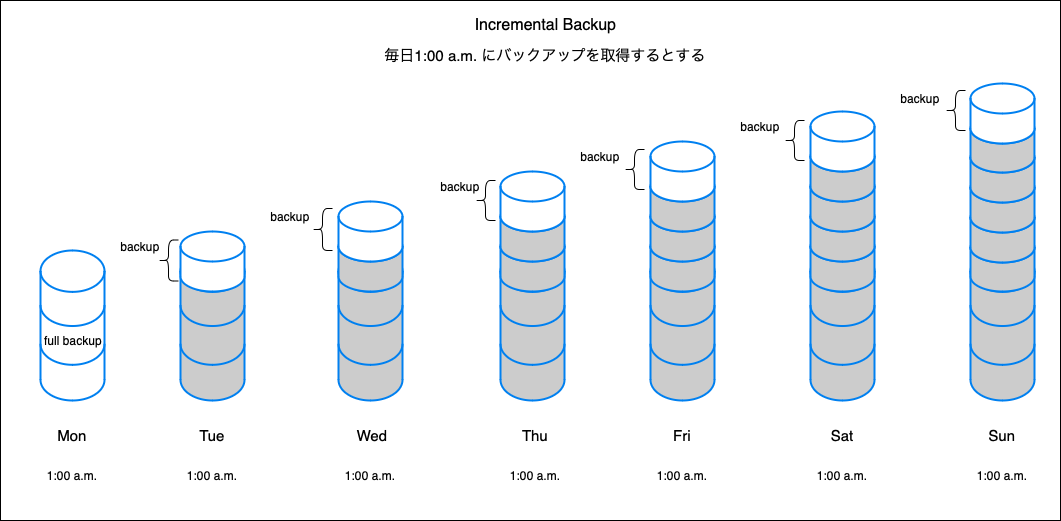 Incremental Backup
毎日1:00 a.m. にバックアップを取得するとする
backup
backup
backup
backup
backup
backup
full backup
Mon
Tue
Wed
Thu
Fri
Sat
Sun
1:00 a.m.
1:00 a.m.
1:00 a.m.
1:00 a.m.
1:00 a.m.
1:00 a.m.
1:00 a.m.